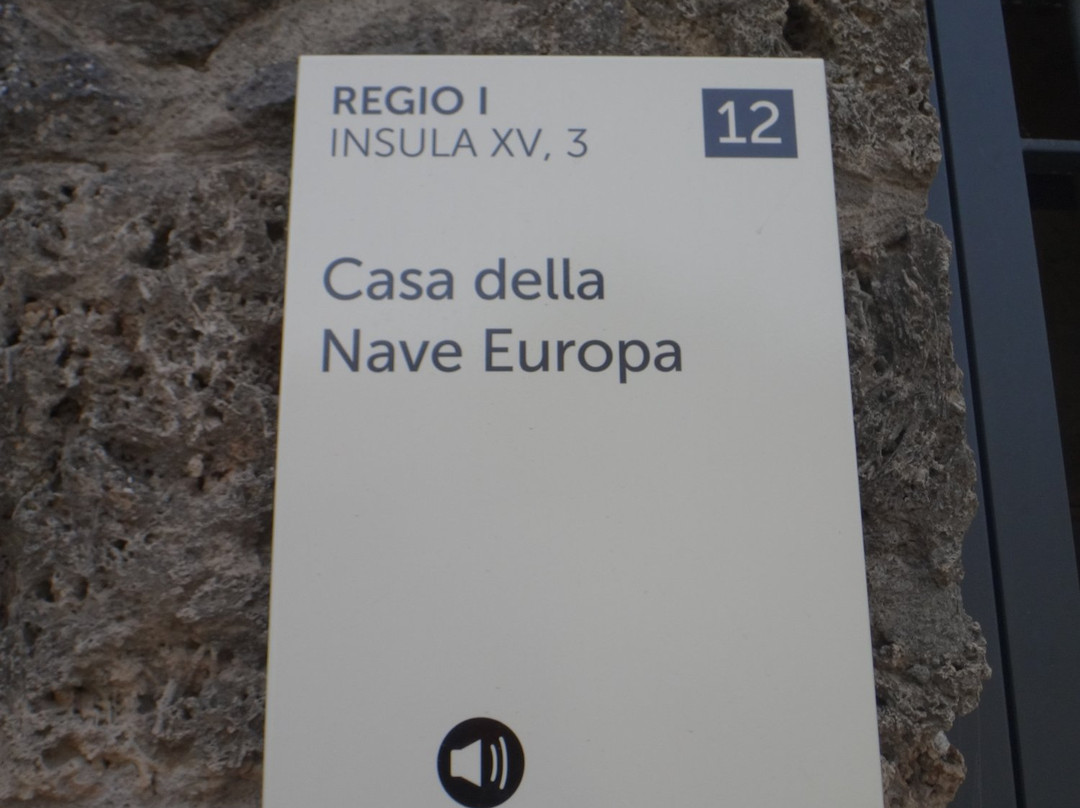 REGIO I
INSULA XV, 3
12
Casa della
Nave Europa